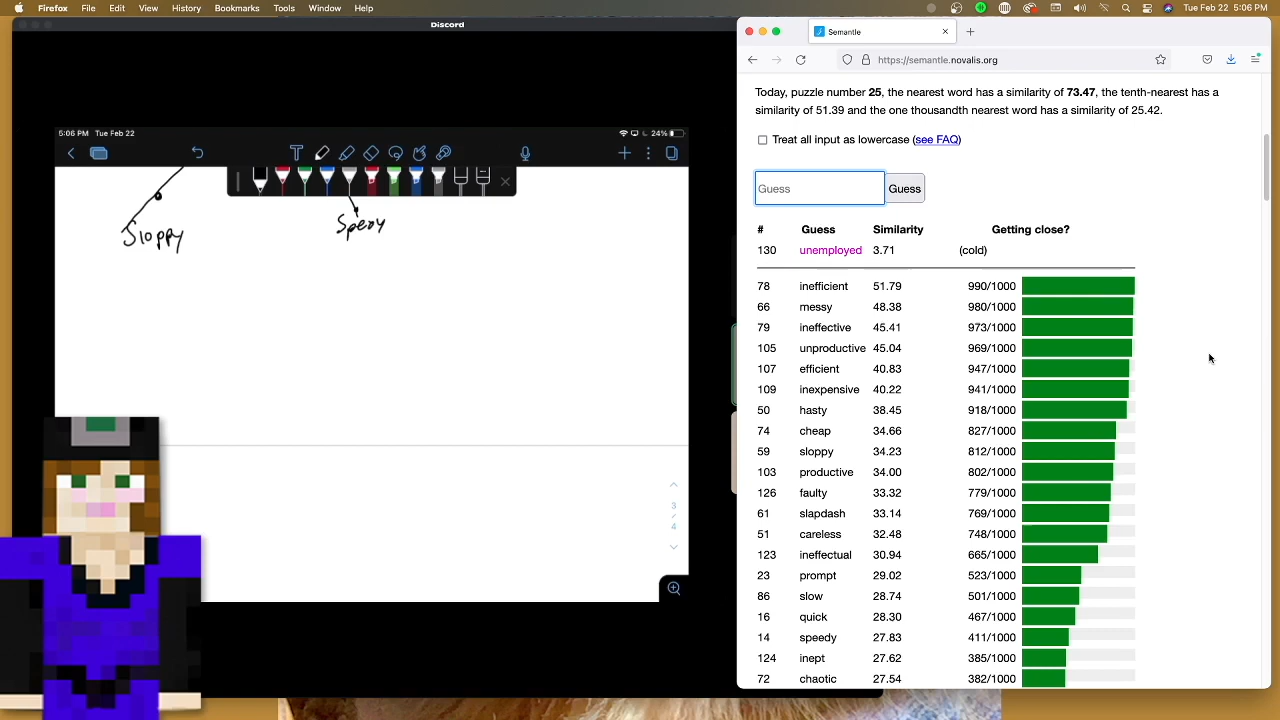 Firefox File Edit View History Bookmarks Tools Window Help Tue Feb 22 5:06 PM
Discord
Semantle
https://semantle.novalis.org
5:06 PM Tue Feb 22 24%
Sloppy
Speedy
3
/
4
Today, puzzle number 25, the nearest word has a similarity of 73.47, the tenth-nearest has a
similarity of 51.39 and the one thousandth nearest word has a similarity of 25.42.
Treat all input as lowercase (see FAQ)
Guess Guess
# Guess Similarity Getting close?
130 unemployed 3.71 (cold)
78 inefficient 51.79 990/1000
66 messy 48.38 980/1000
79 ineffective 45.41 973/1000
105 unproductive 45.04 969/1000
107 efficient 40.83 947/1000
109 inexpensive 40.22 941/1000
50 hasty 38.45 918/1000
74 cheap 34.66 827/1000
59 sloppy 34.23 812/1000
103 productive 34.00 802/1000
126 faulty 33.32 779/1000
61 slapdash 33.14 769/1000
51 careless 32.48 748/1000
123 ineffectual 30.94 665/1000
23 prompt 29.02 523/1000
86 slow 28.74 501/1000
16 quick 28.30 467/1000
14 speedy 27.83 411/1000
124 inept 27.62 385/1000
72 chaotic 27.54 382/1000